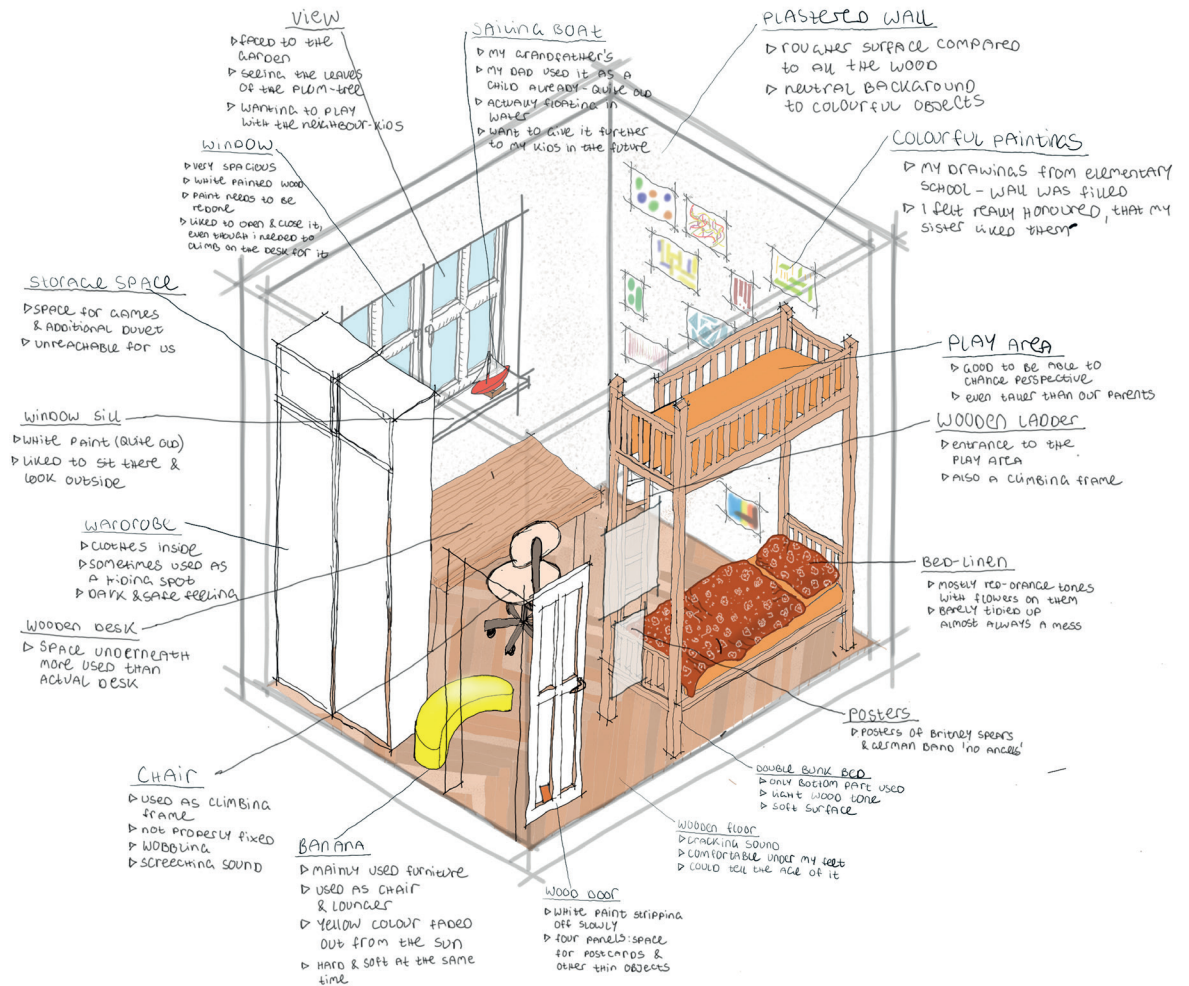 VIEW
▷ FACED TO THE
GARDEN
▷ SEEING THE LEAVES
OF THE PLUM-TREE
▷ WANTING TO PLAY
WITH THE NEIGHBOUR-KIDS
SAILING BOAT
▷ MY GRANDFATHER'S
▷ MY DAD USED IT AS A
CHILD ALREADY - QUITE OLD
▷ ACTUALLY FLOATING IN
WATER
▷ WANT TO GIVE IT FURTHER
TO MY KIDS IN THE FUTURE
PLASTERED WALL
▷ ROUGHER SURFACE COMPARED
TO ALL THE WOOD
▷ NEUTRAL BACKGROUND
TO COLOURFUL OBJECTS
COLOURFUL PAINTINGS
▷ MY DRAWINGS FROM ELEMENTARY
SCHOOL - WALL WAS FILLED
▷ I FELT REALLY HONOURED, THAT MY
SISTER LIKED THEM
WINDOW
▷ VERY SPACIOUS
▷ WHITE PAINTED WOOD
▷ PAINT NEEDS TO BE
REDONE
▷ LIKED TO OPEN & CLOSE IT,
EVEN THOUGH I NEEDED TO
CLIMB ON THE DESK FOR IT
STORAGE SPACE
▷ SPACE FOR GAMES
& ADDITIONAL DUVET
▷ UNREACHABLE FOR US
PLAY AREA
▷ GOOD TO BE ABLE TO
CHANGE PERSPECTIVE
▷ EVEN TALLER THAN OUR PARENTS
WINDOW SILL
▷ WHITE PAINT (QUITE OLD)
▷ LIKED TO SIT THERE &
LOOK OUTSIDE
WOODEN LADDER
▷ ENTRANCE TO THE
PLAY AREA
▷ ALSO A CLIMBING FRAME
WARDROBE
▷ CLOTHES INSIDE
▷ SOMETIMES USED AS
A HIDING SPOT
▷ DARK & SAFE FEELING
BED-LINEN
▷ MOSTLY RED-ORANGE TONES
WITH FLOWERS ON THEM
▷ BARELY TIDIED UP
ALMOST ALWAYS A MESS
WOODEN DESK
▷ SPACE UNDERNEATH
MORE USED THAN
ACTUAL DESK
POSTERS
▷ POSTERS OF BRITNEY SPEARS
& GERMAN BAND 'NO ANGELS'
CHAIR
▷ USED AS CLIMBING
FRAME
▷ NOT PROPERLY FIXED
▷ WOBBLING
▷ SCREECHING SOUND
DOUBLE BUNK BED
▷ ONLY BOTTOM PART USED
▷ LIGHT WOOD TONE
▷ SOFT SURFACE
WOODEN FLOOR
▷ CRACKING SOUND
▷ COMFORTABLE UNDER MY FEET
▷ COULD TELL THE AGE OF IT
BANANA
▷ MAINLY USED FURNITURE
▷ USED AS CHAIR
& LOUNGER
▷ YELLOW COLOUR FADED
OUT FROM THE SUN
▷ HARD & SOFT AT THE SAME
TIME
WOOD DOOR
▷ WHITE PAINT STRIPPING
OFF SLOWLY
▷ FOUR PANELS: SPACE
FOR POSTCARDS &
OTHER THIN OBJECTS